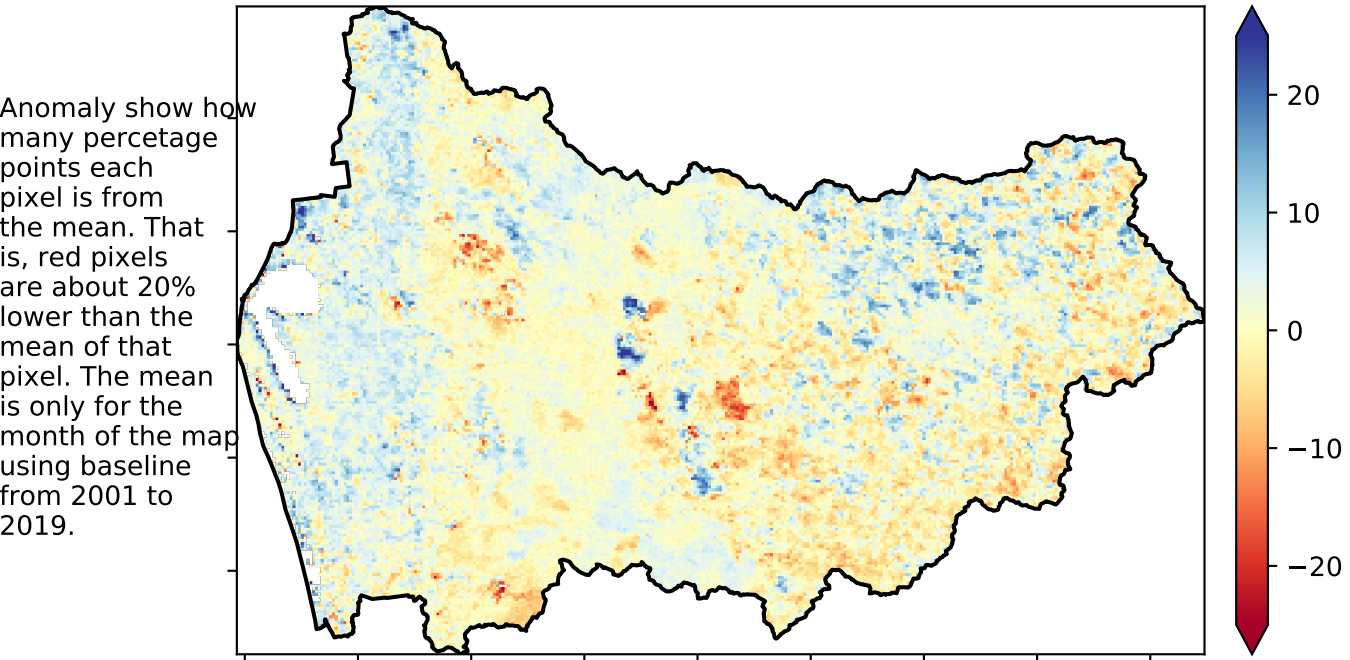 Anomaly show how
many percetage
points each
pixel is from
the mean. That
is, red pixels
are about 20%
lower than the
mean of that
pixel. The mean
is only for the
month of the map
using baseline
from 2001 to
2019.
20
10
0
−10
−20